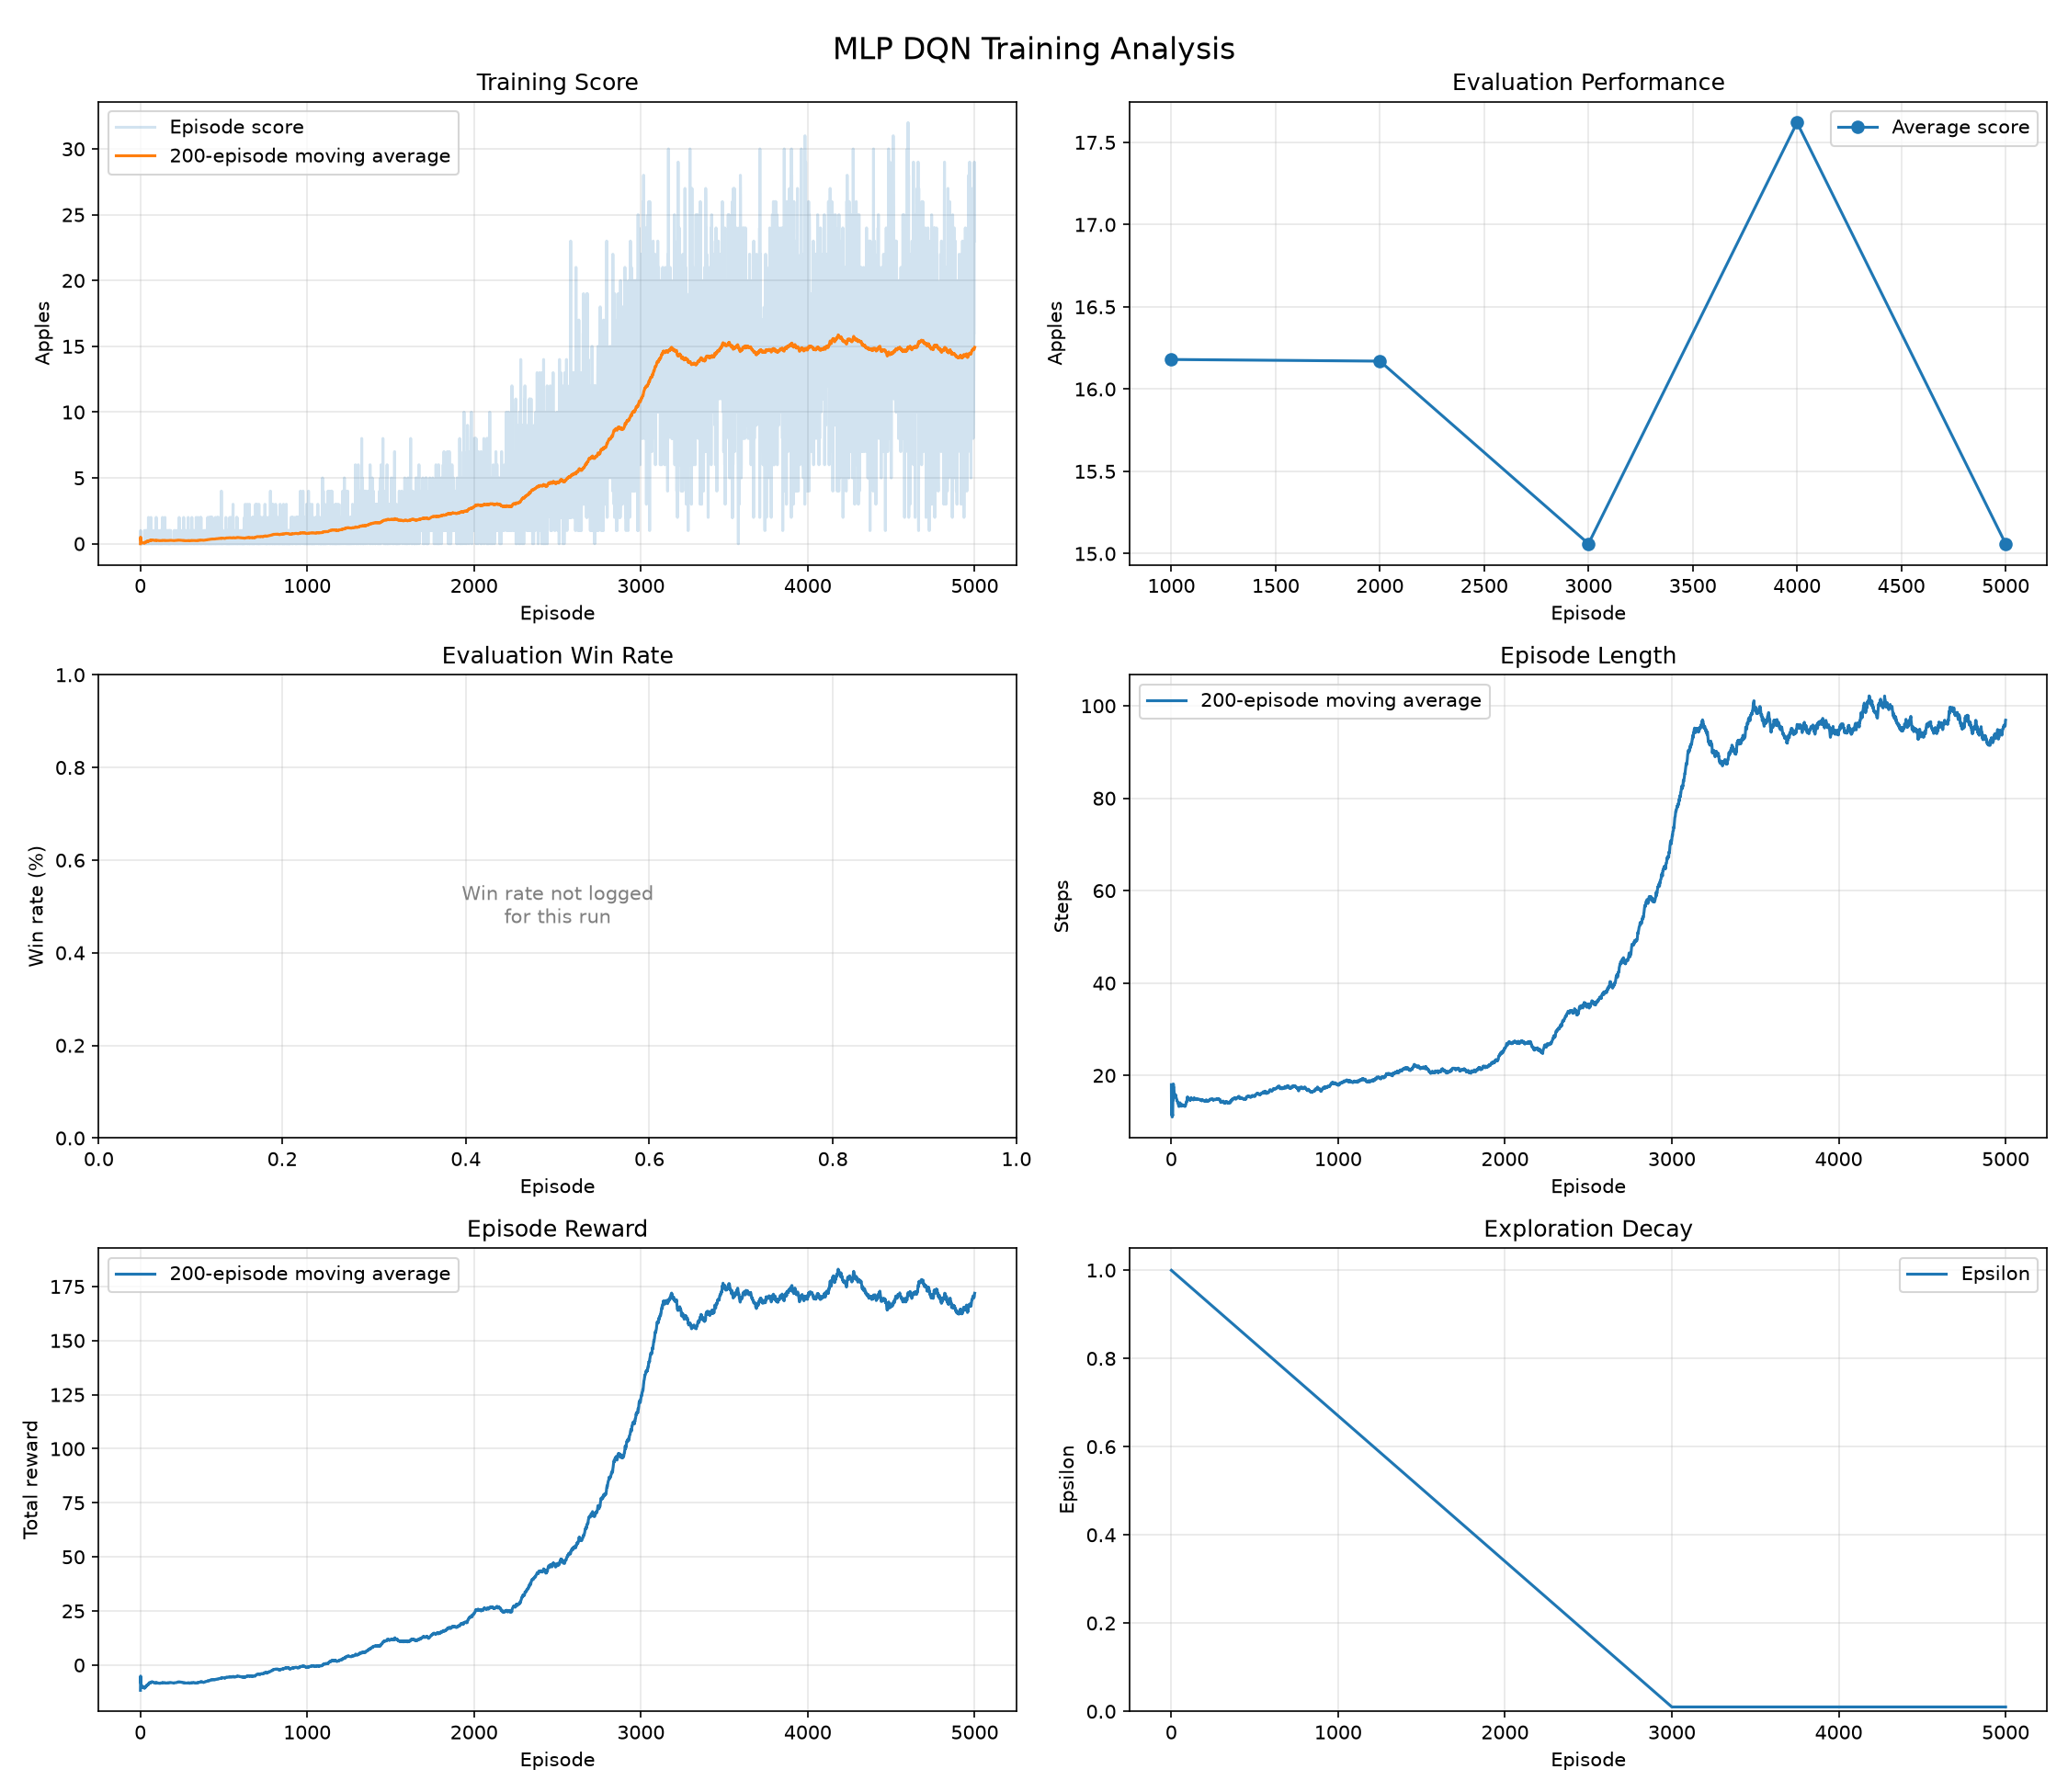 MLP DQN Training Analysis
Training Score
Episode score
200-episode moving average
30
25
20
15
10
5
0
Apples
0 1000 2000 3000 4000 5000
Episode
Evaluation Performance
Average score
17.5
17.0
16.5
16.0
15.5
15.0
Apples
1000 1500 2000 2500 3000 3500 4000 4500 5000
Episode
Evaluation Win Rate
1.0
0.8
0.6
0.4
0.2
0.0
Win rate (%)
Win rate not logged
for this run
0.0 0.2 0.4 0.6 0.8 1.0
Episode
Episode Length
200-episode moving average
100
80
60
40
20
Steps
0 1000 2000 3000 4000 5000
Episode
Episode Reward
200-episode moving average
175
150
125
100
75
50
25
0
Total reward
0 1000 2000 3000 4000 5000
Episode
Exploration Decay
Epsilon
1.0
0.8
0.6
0.4
0.2
0.0
Epsilon
0 1000 2000 3000 4000 5000
Episode